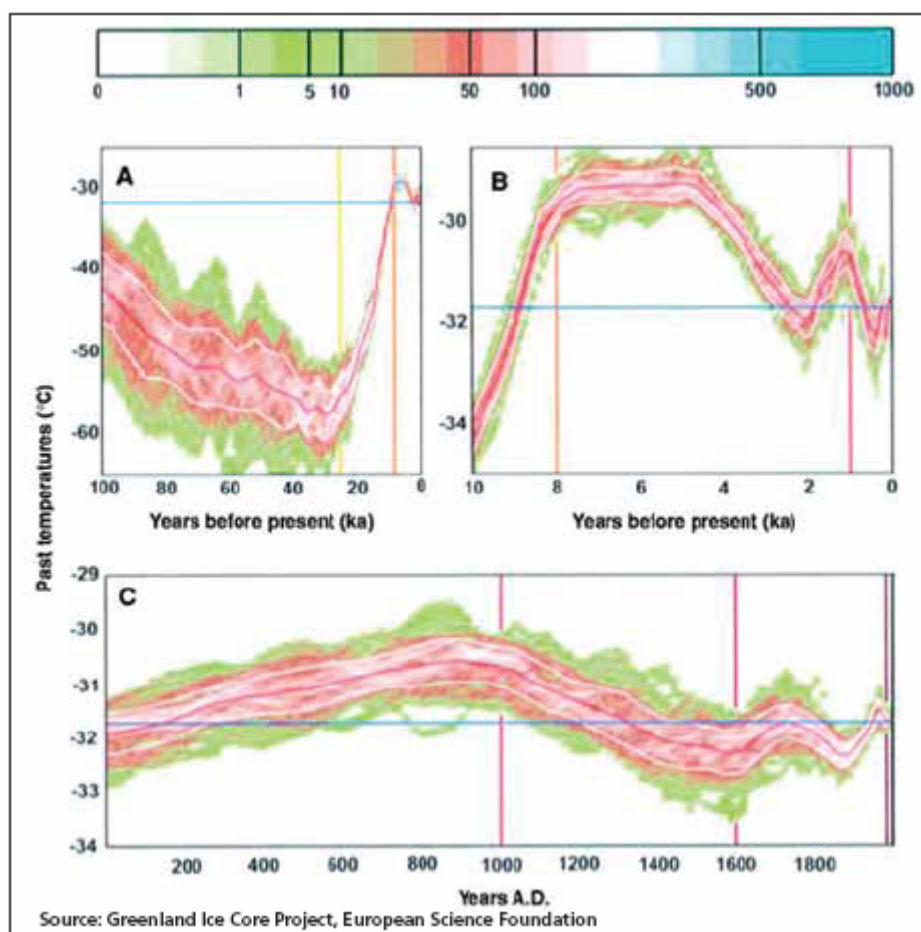 0 1 5 10 50 100 500 1000
A
-30
-40
-50
-60
100 80 60 40 20 0
Years before present (ka)
B
-30
-32
-34
10 8 6 4 2 0
Years before present (ka)
Past temperatures (°C)
C
-29
-30
-31
-32
-33
-34
200 400 600 800 1000 1200 1400 1600 1800
Years A.D.
Source: Greenland Ice Core Project, European Science Foundation